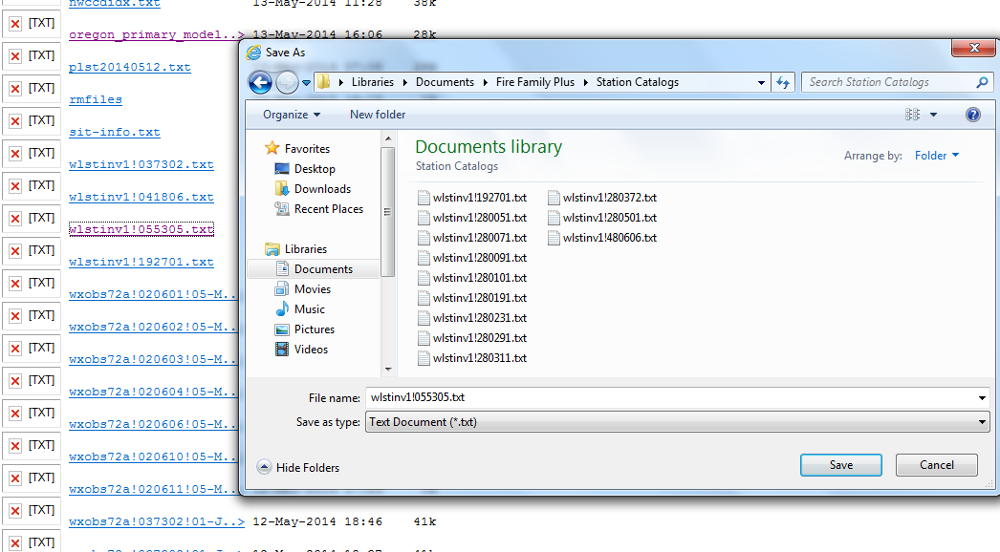 nwccdidx.txt 13-May-2014 11:28 38k
[TXT] oregon_primary_model..> 13-May-2014 16:06 28k
[TXT] plst20140512.txt
[TXT] rmfiles
[TXT] sit-info.txt
[TXT] wlstinv1!037302.txt
[TXT] wlstinv1!041806.txt
[TXT] wlstinv1!055305.txt
[TXT] wlstinv1!192701.txt
[TXT] wxobs72a!020601!05-M..
[TXT] wxobs72a!020602!05-M..
[TXT] wxobs72a!020603!05-M..
[TXT] wxobs72a!020604!05-M..
[TXT] wxobs72a!020606!05-M..
[TXT] wxobs72a!020610!05-M..
[TXT] wxobs72a!020611!05-M..
[TXT] wxobs72a!037302!01-J..> 12-May-2014 18:46 41k
[TXT]
Save As
Libraries Documents Fire Family Plus Station Catalogs
Search Station Catalogs
Organize New folder
Favorites
Desktop
Downloads
Recent Places
Libraries
Documents
Movies
Music
Pictures
Videos
Documents library
Station Catalogs
Arrange by: Folder
wlstinv1!192701.txt
wlstinv1!280051.txt
wlstinv1!280071.txt
wlstinv1!280091.txt
wlstinv1!280101.txt
wlstinv1!280191.txt
wlstinv1!280231.txt
wlstinv1!280291.txt
wlstinv1!280311.txt
wlstinv1!280372.txt
wlstinv1!280501.txt
wlstinv1!480606.txt
File name: wlstinv1!055305.txt
Save as type: Text Document (*.txt)
Hide Folders
Save Cancel